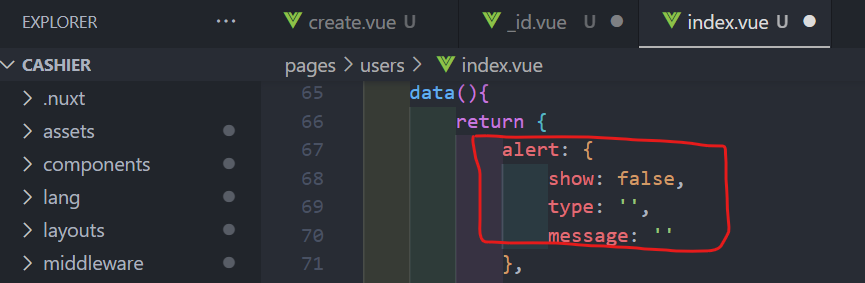 EXPLORER ··· create.vue U _id.vue U index.vue U
CASHIER pages > users > index.vue
.nuxt
assets
components
lang
layouts
middleware
65 data(){
66 return {
67 alert: {
68 show: false,
69 type: '',
70 message: ''
71 },